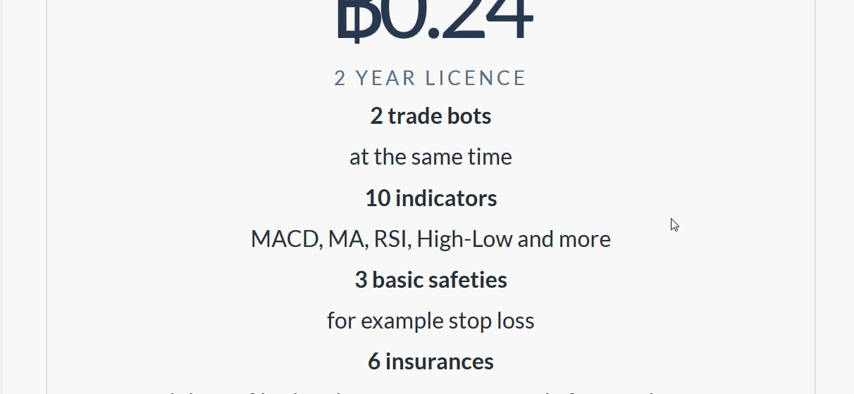 ฿0.24
2 YEAR LICENCE
2 trade bots
at the same time
10 indicators
MACD, MA, RSI, High-Low and more
3 basic safeties
for example stop loss
6 insurances